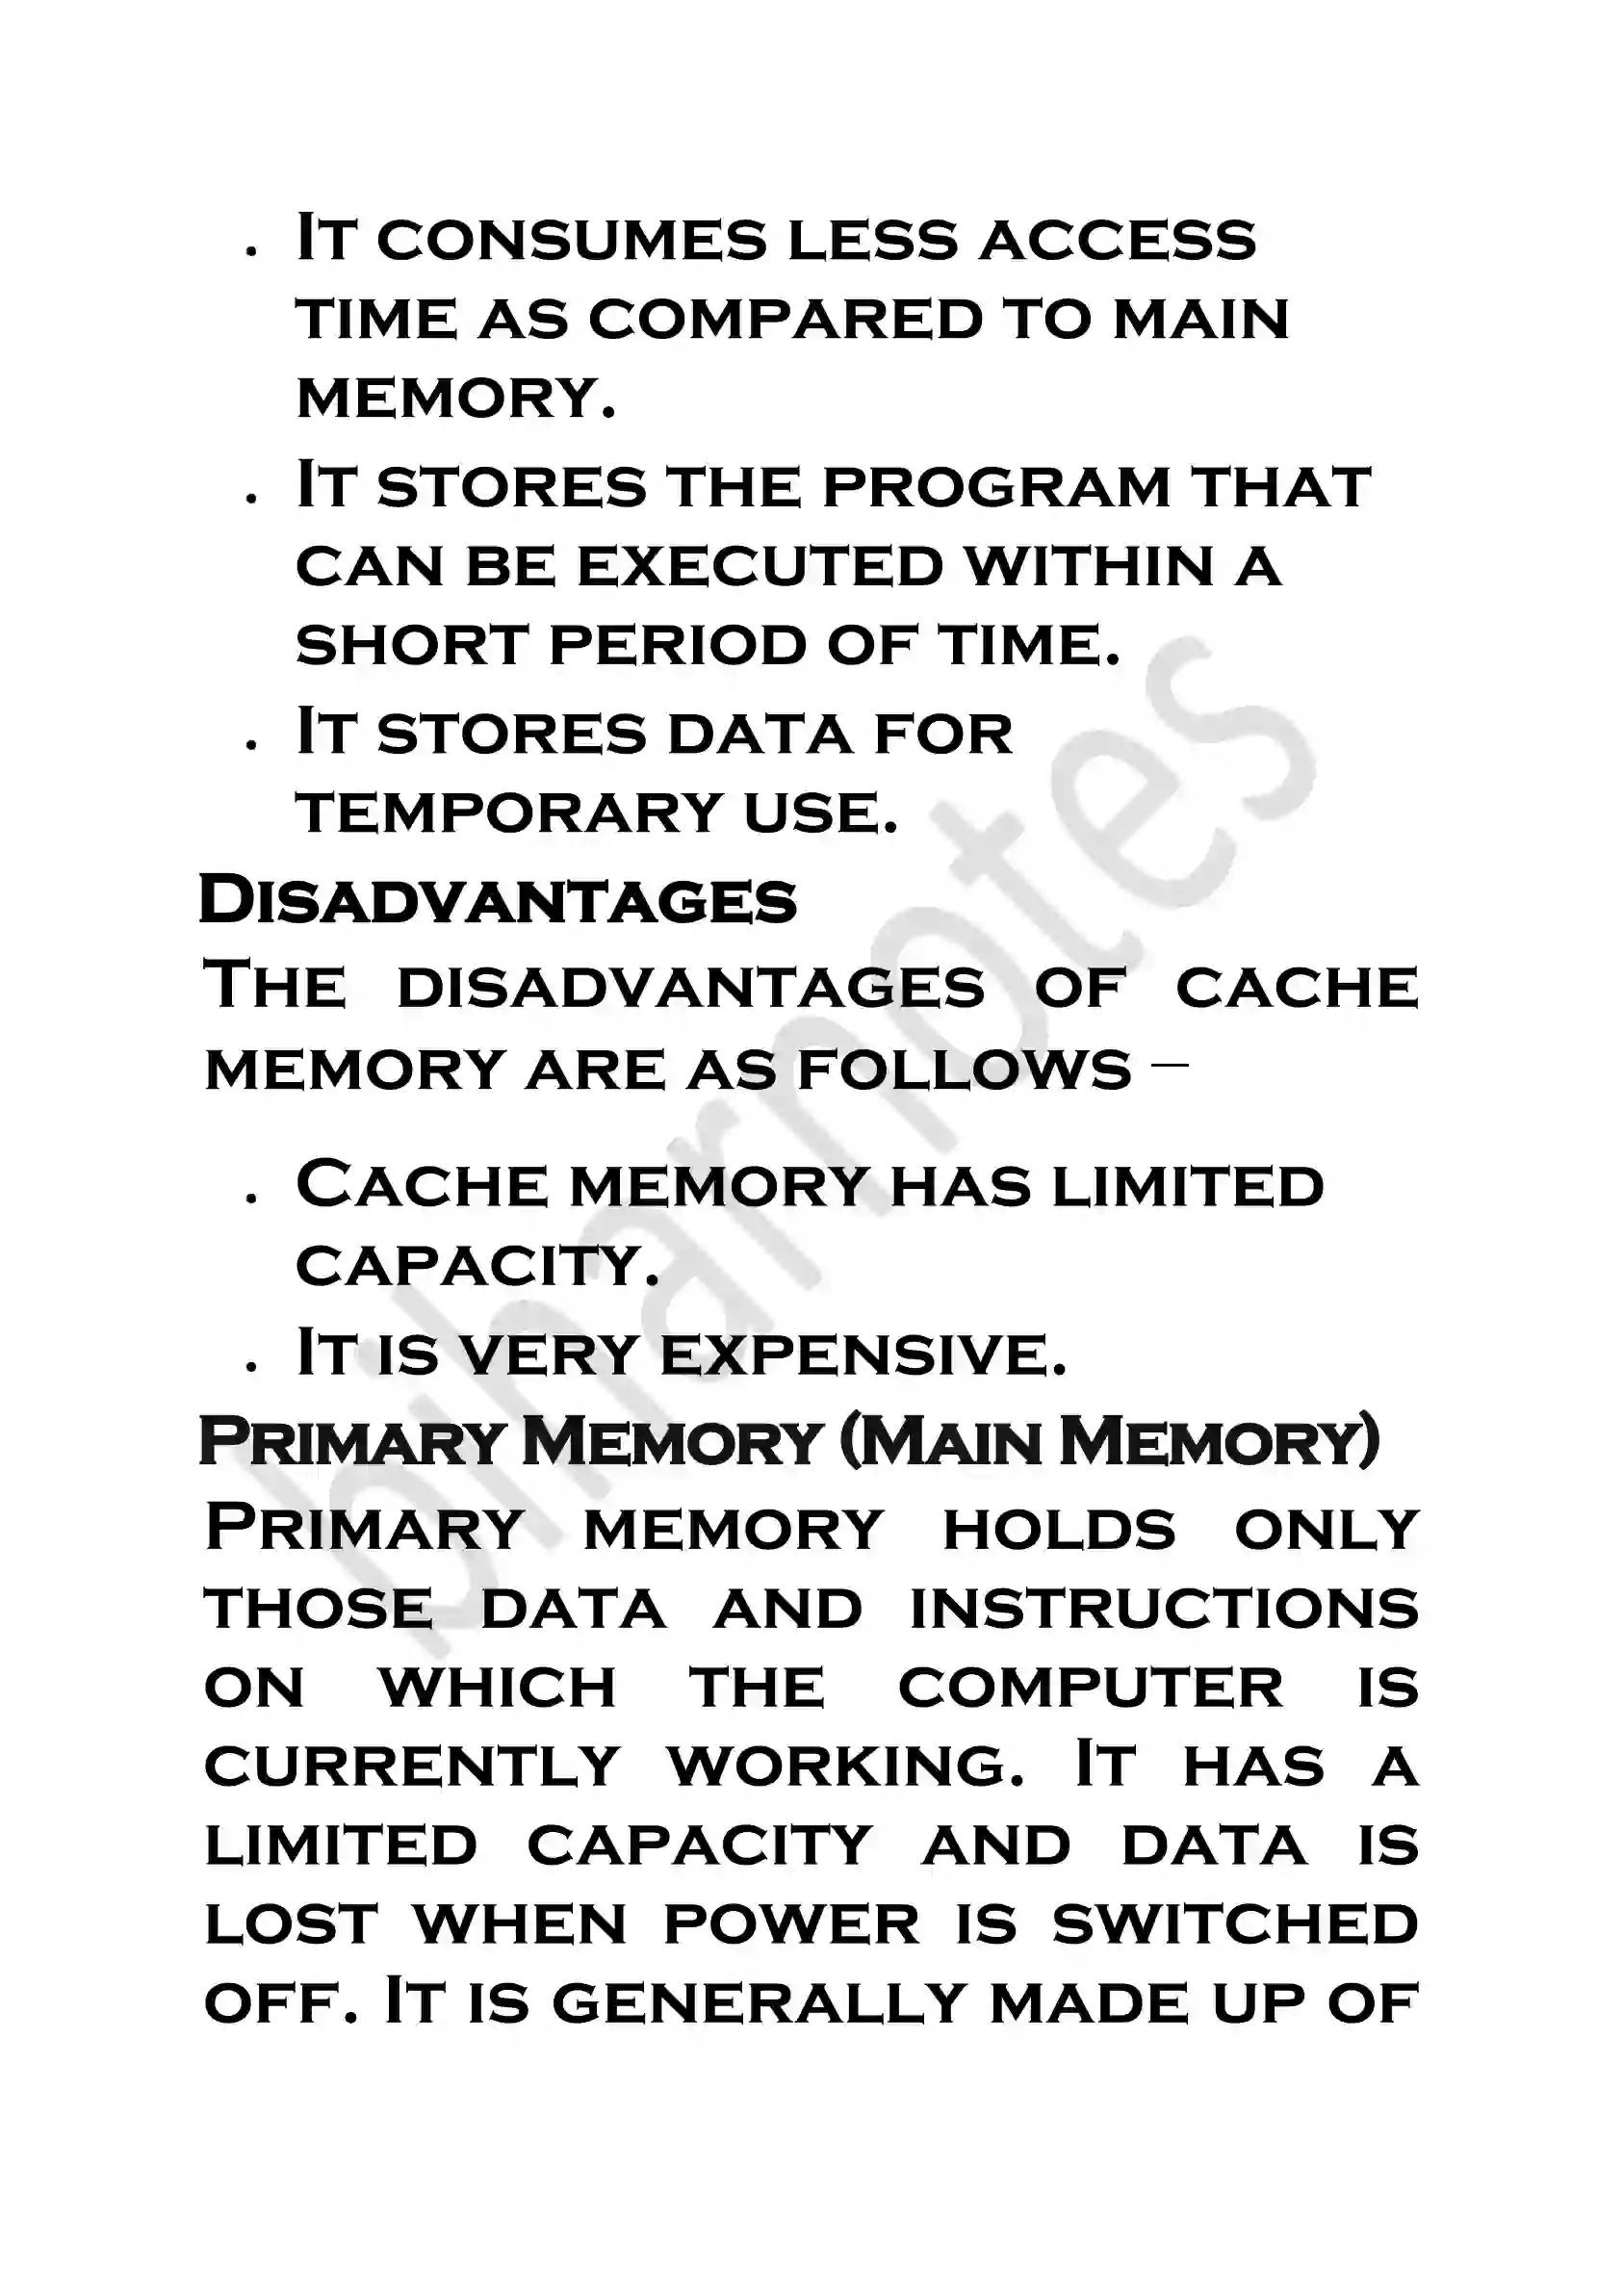 • It consumes less access
time as compared to main
memory.
• It stores the program that
can be executed within a
short period of time.
• It stores data for
temporary use.
Disadvantages
The disadvantages of cache
memory are as follows –
• Cache memory has limited
capacity.
• It is very expensive.
Primary Memory (Main Memory)
Primary memory holds only
those data and instructions
on which the computer is
currently working. It has a
limited capacity and data is
lost when power is switched
off. It is generally made up of
biharnotes